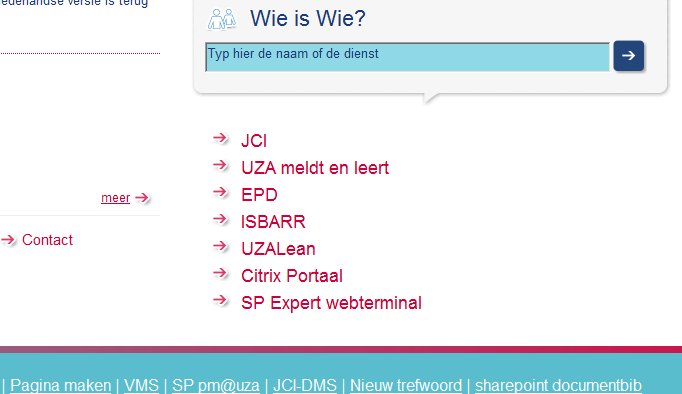 ederlandse versie is terug
Wie is Wie?
Typ hier de naam of de dienst
JCI
UZA meldt en leert
meer
EPD
ISBARR
Contact
UZALean
Citrix Portaal
SP Expert webterminal
| Pagina maken | VMS | SP pm@uza | JCI-DMS | Nieuw trefwoord | sharepoint documentbib